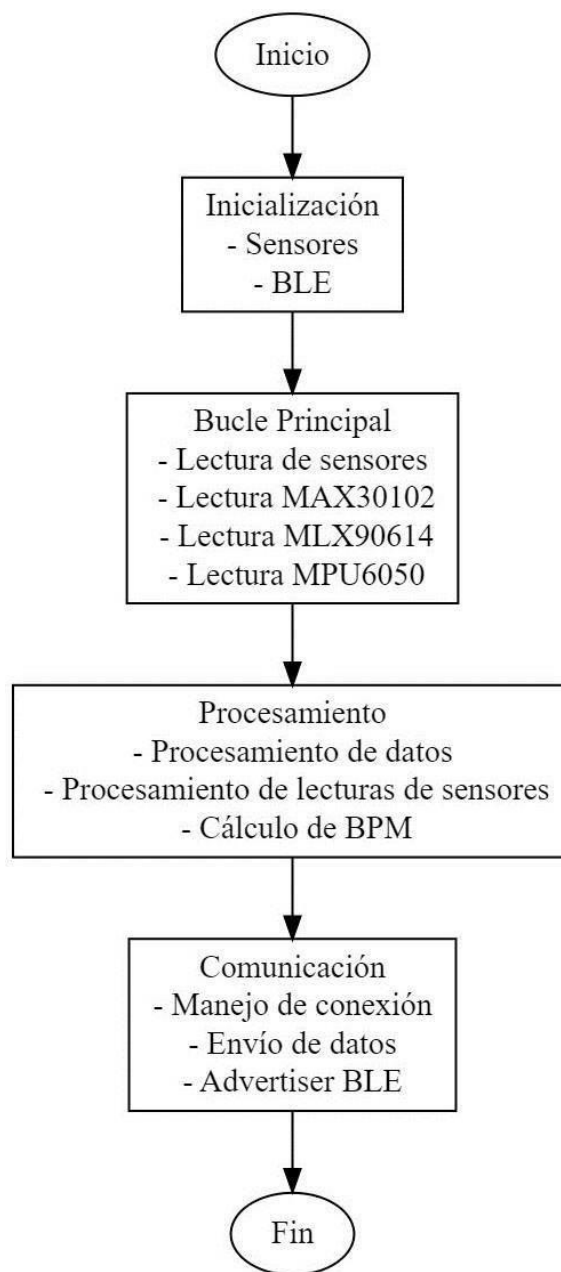 Inicio
Inicialización
- Sensores
- BLE
Bucle Principal
- Lectura de sensores
- Lectura MAX30102
- Lectura MLX90614
- Lectura MPU6050
Procesamiento
- Procesamiento de datos
- Procesamiento de lecturas de sensores
- Cálculo de BPM
Comunicación
- Manejo de conexión
- Envío de datos
- Advertiser BLE
Fin